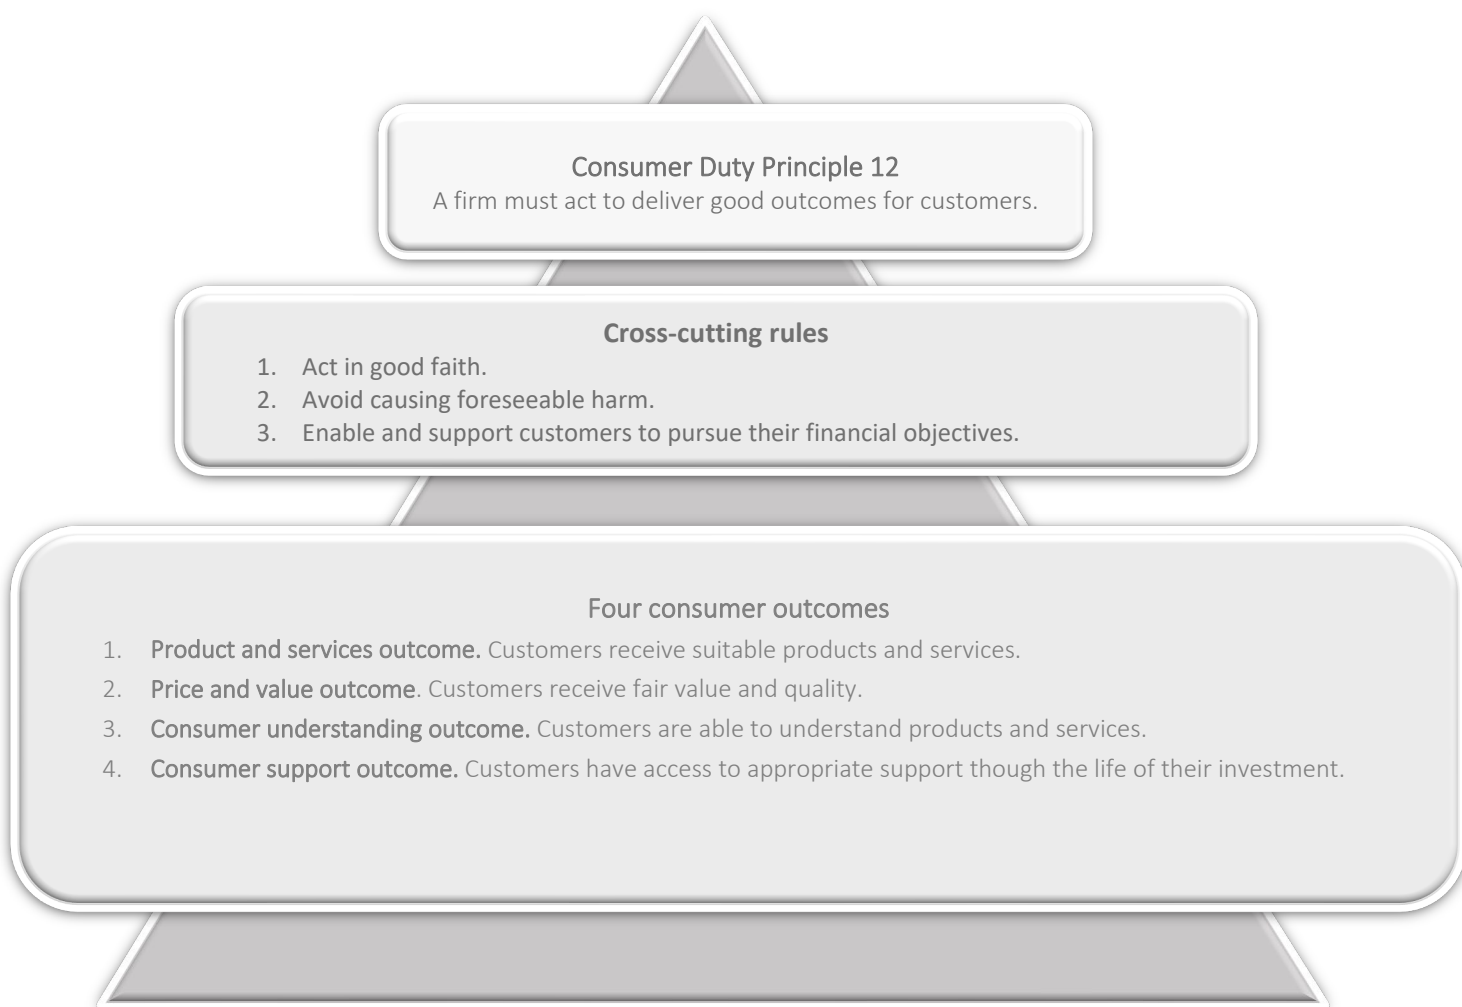 Consumer Duty Principle 12
A firm must act to deliver good outcomes for customers.
Cross-cutting rules
1. Act in good faith.
2. Avoid causing foreseeable harm.
3. Enable and support customers to pursue their financial objectives.
Four consumer outcomes
1. Product and services outcome. Customers receive suitable products and services.
2. Price and value outcome. Customers receive fair value and quality.
3. Consumer understanding outcome. Customers are able to understand products and services.
4. Consumer support outcome. Customers have access to appropriate support though the life of their investment.